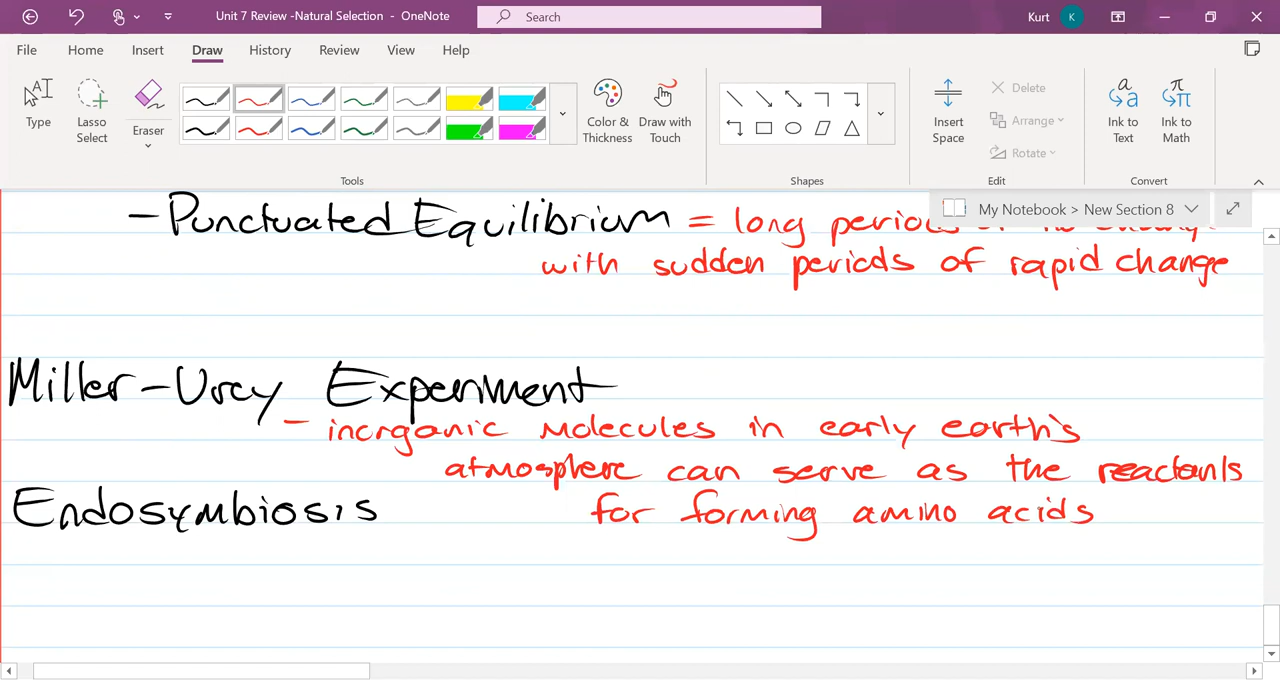 Unit 7 Review -Natural Selection - OneNote
Search
Kurt K
File Home Insert Draw History Review View Help
Type
Lasso Select
Eraser
Color & Thickness
Draw with Touch
Insert Space
Delete
Arrange
Rotate
Ink to Text
Ink to Math
Tools Shapes Edit Convert
My Notebook > New Section 8
- Punctuated Equilibrium = long periods
with sudden periods of rapid change
Miller-Urey Experiment
- inorganic molecules in early earth's
atmosphere can serve as the reactants
Endosymbiosis for forming amino acids